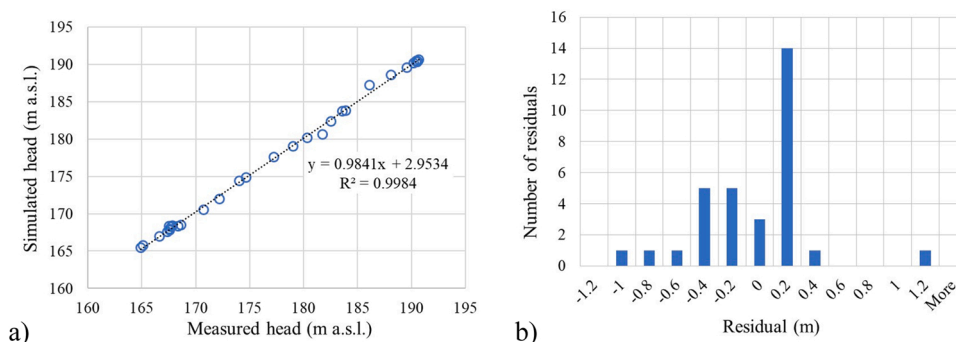 195
190
185
180
175
170
165
160
Simulated head (m a.s.l.)
y = 0.9841x + 2.9534
R² = 0.9984
160 165 170 175 180 185 190 195
Measured head (m a.s.l.)
a)
16
14
12
10
8
6
4
2
0
Number of residuals
-1.2 -1 -0.8 -0.6 -0.4 -0.2 0 0.2 0.4 0.6 0.8 1 1.2 More
Residual (m)
b)